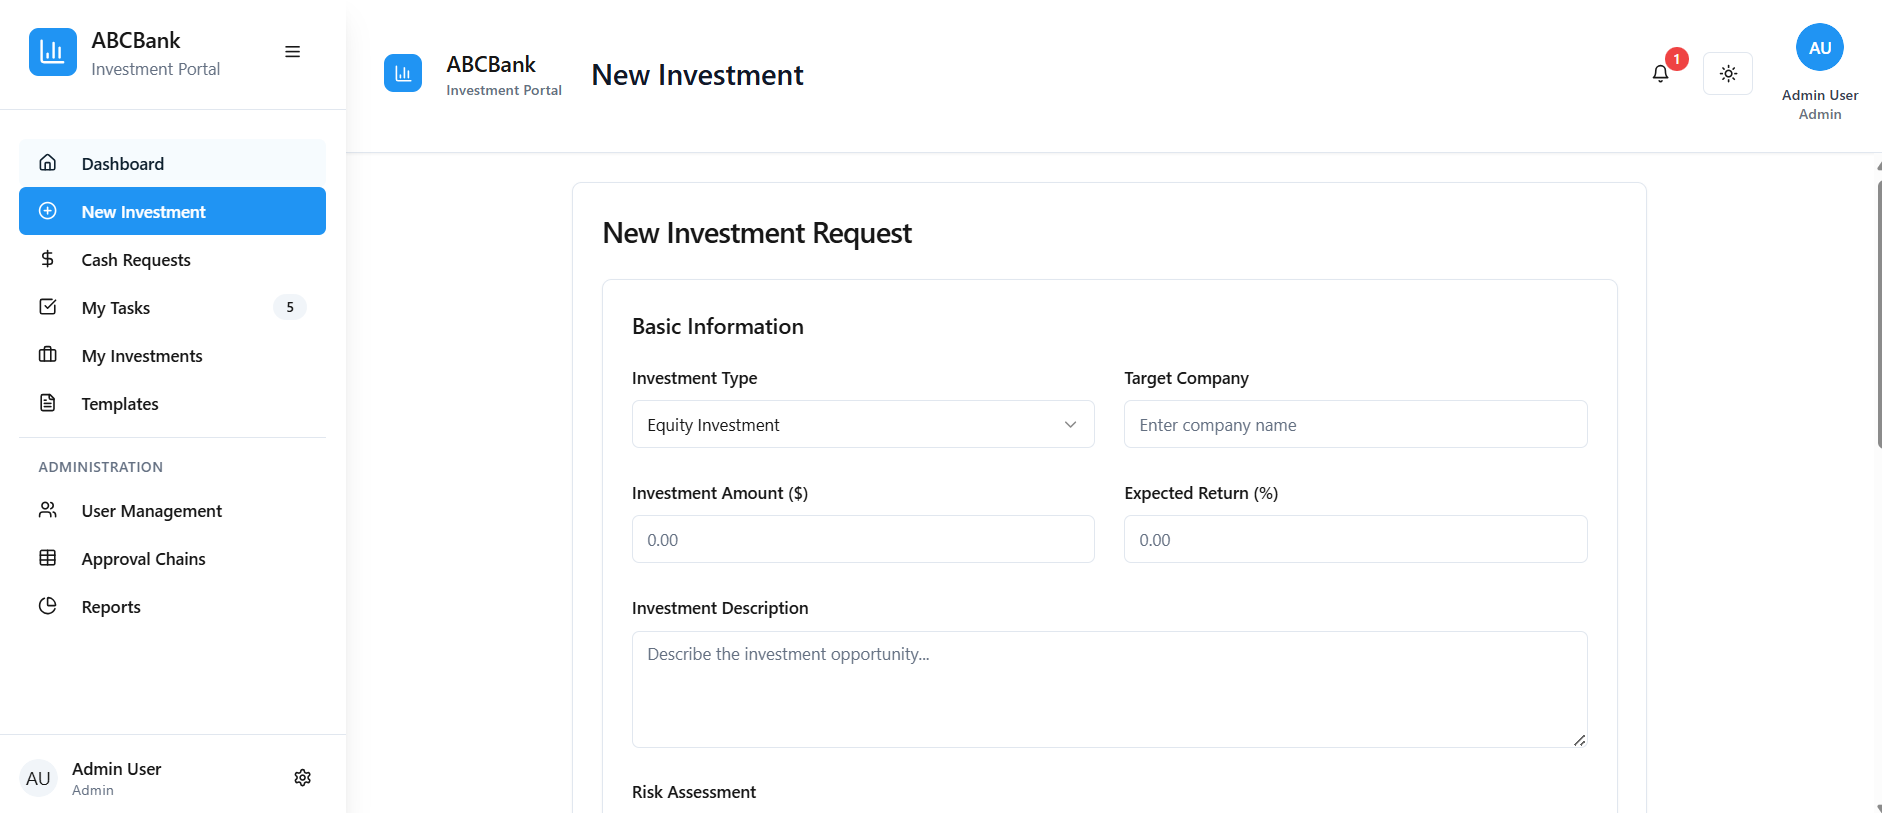 ABCBank
Investment Portal
Dashboard
New Investment
Cash Requests
My Tasks 5
My Investments
Templates
ADMINISTRATION
User Management
Approval Chains
Reports
AU
Admin User
Admin
ABCBank
Investment Portal
New Investment
1
AU
Admin User
Admin
New Investment Request
Basic Information
Investment Type
Equity Investment
Target Company
Enter company name
Investment Amount ($)
0.00
Expected Return (%)
0.00
Investment Description
Describe the investment opportunity...
Risk Assessment